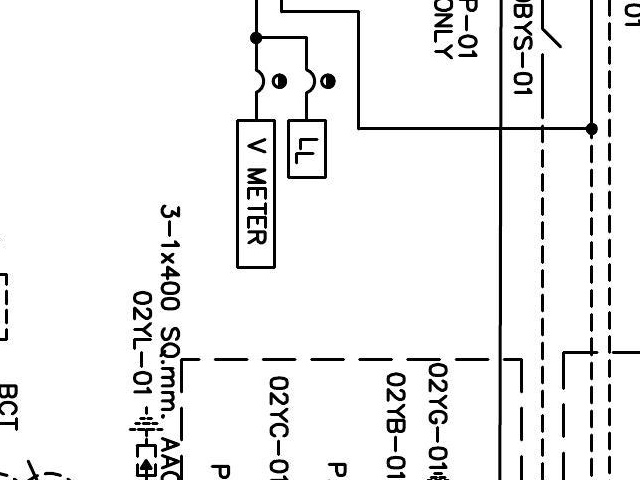 01
0BYS-01
P-01
ONLY
LL
V METER
02YG-01
02YB-01
P
02YC-01
P
3-1x400 SQ.mm. AAC
02YL-01
BCT